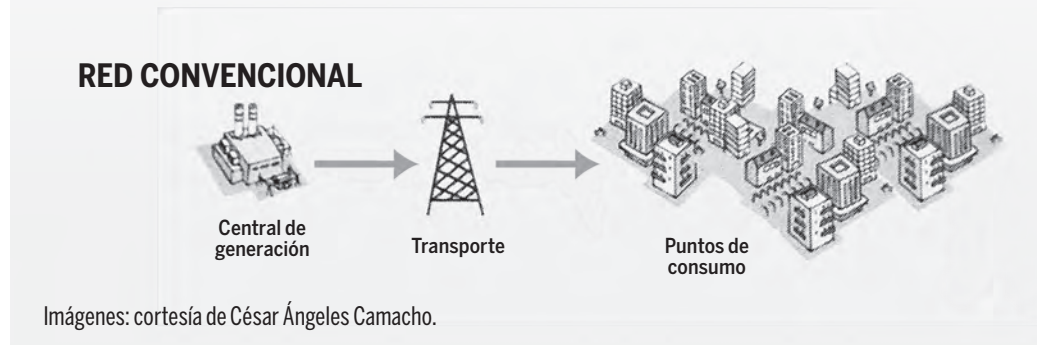 RED CONVENCIONAL
Central de
generación
Transporte
Puntos de
consumo
Imágenes: cortesía de César Ángeles Camacho.